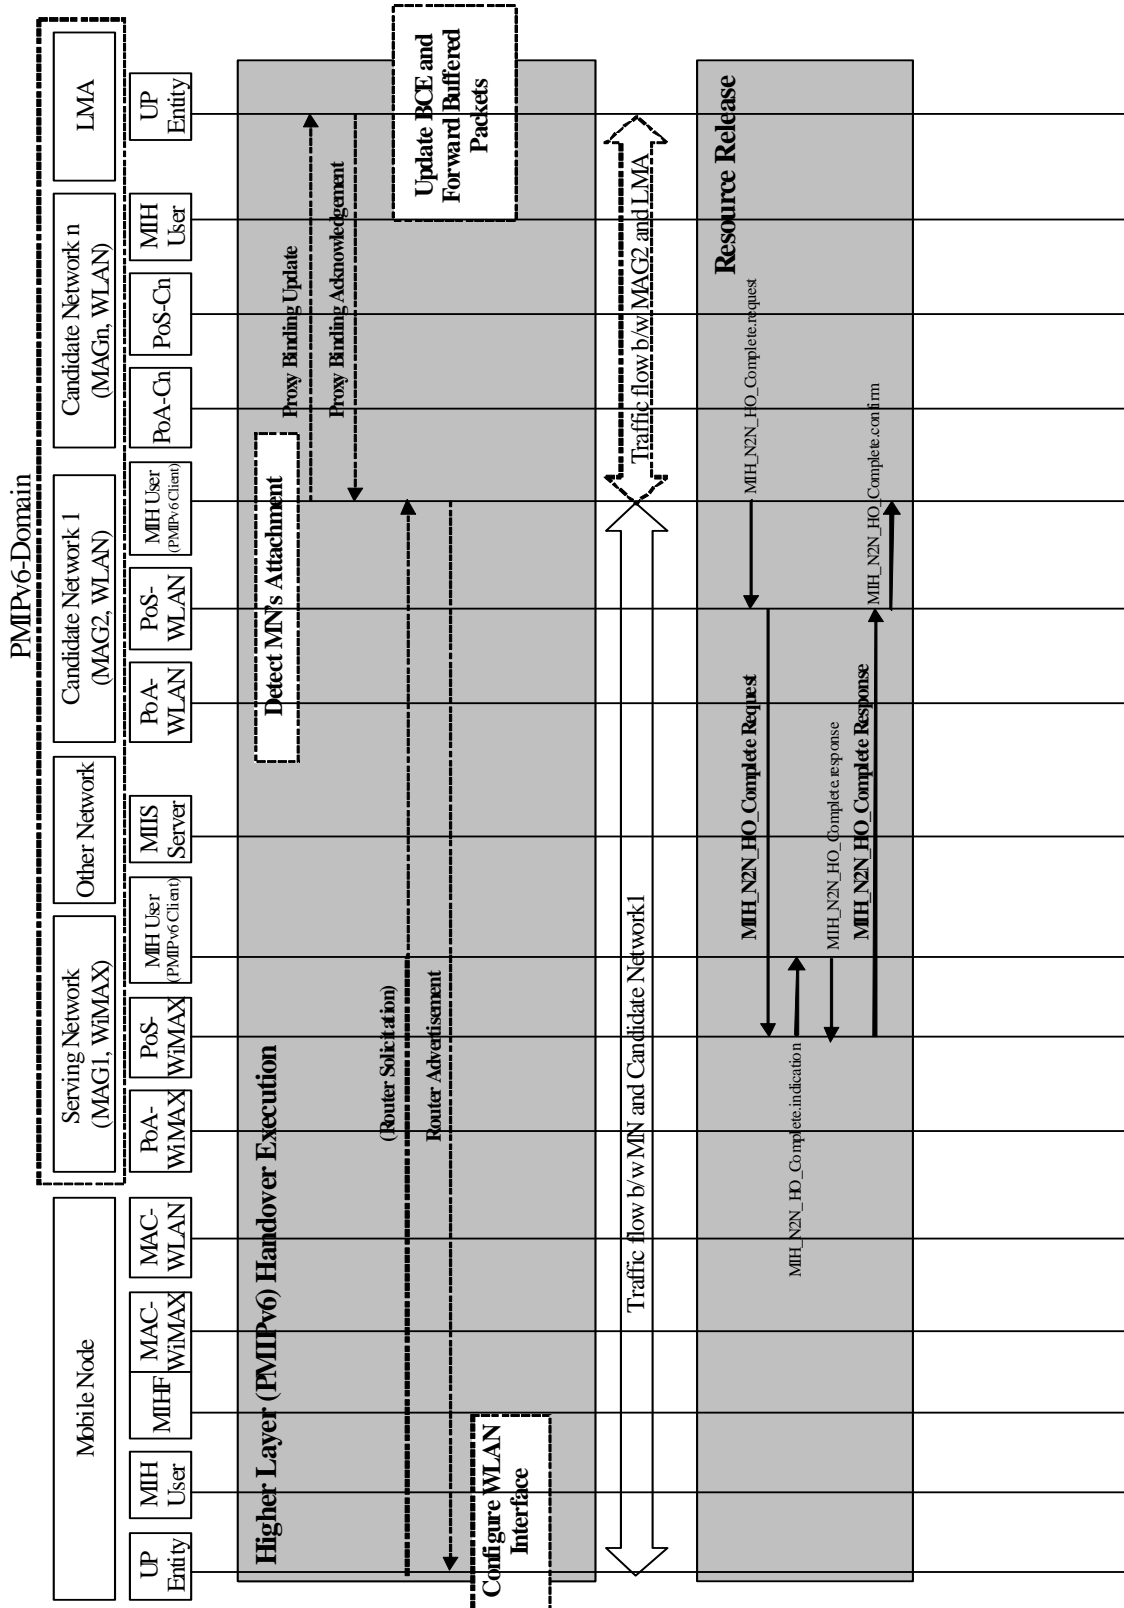 PMIPv6-Domain
Mobile Node
Serving Network
(MAG1, WiMAX)
Other Network
Candidate Network 1
(MAG2, WLAN)
Candidate Network n
(MAGn, WLAN)
LMA
UP
Entity
MIH
User
MIHF
MAC-
WiMAX
MAC-
WLAN
PoA-
WiMAX
PoS-
WiMAX
MIH User
(PMIPv6 Client)
MIIS
Server
PoA-
WLAN
PoS-
WLAN
MIH User
(PMIPv6 Client)
PoA-Cn
PoS-Cn
MIH
User
UP
Entity
Higher Layer (PMIPv6) Handover Execution
Detect MN's Attachment
Proxy Binding Update
Proxy Binding Acknowledgement
(Router Solicitation)
Router Advertisement
Update BCE and
Forward Buffered
Packets
Configure WLAN
Interface
Traffic flow b/w MN and Candidate Network1
Traffic flow b/w MAG2 and LMA
Resource Release
MIH_N2N_HO_Complete.request
MIH_N2N_HO_Complete Request
MIH_N2N_HO_Complete.indication
MIH_N2N_HO_Complete.response
MIH_N2N_HO_Complete Response
MIH_N2N_HO_Complete.confirm